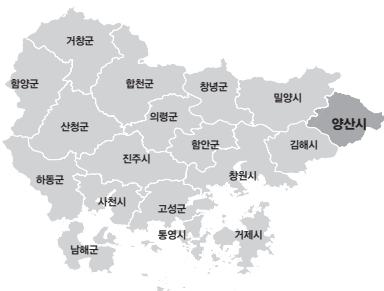 거창군
함양군
합천군
창녕군
밀양시
산청군
의령군
양산시
진주시
함안군
김해시
하동군
창원시
사천시
고성군
통영시
거제시
남해군